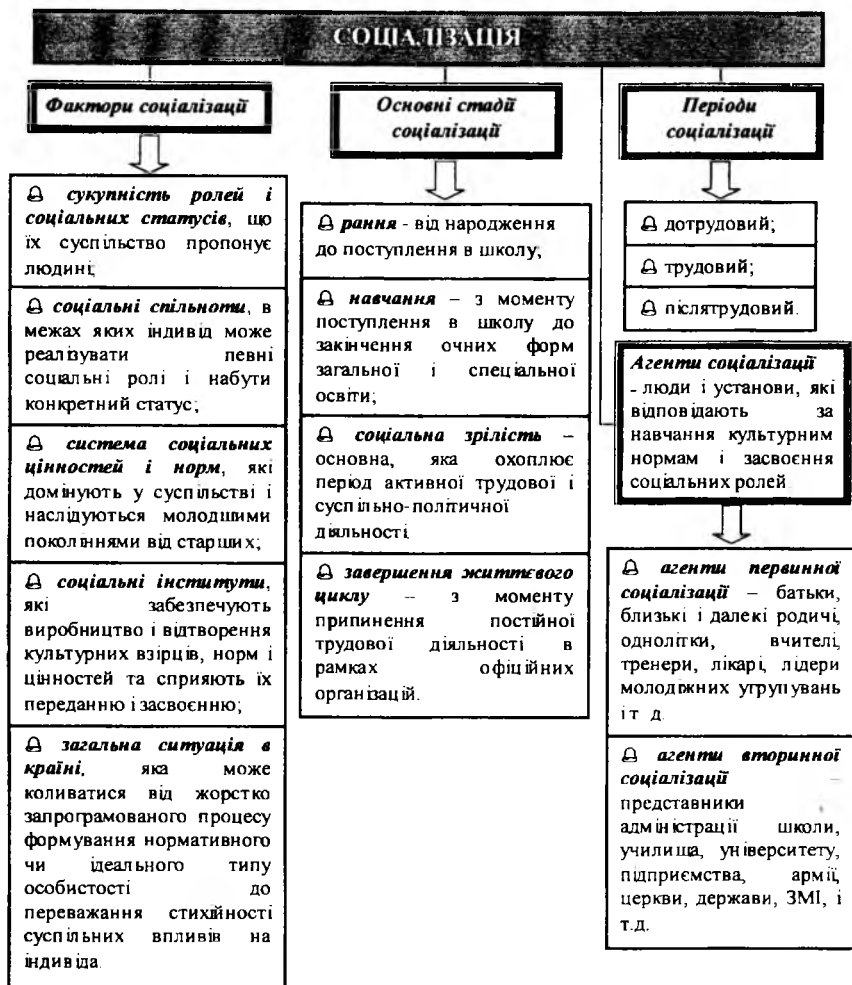 СОЦІАЛІЗАЦІЯ
Фактори соціалізації
сукупність ролей і
соціальних статусів, що
їх суспільство пропонує
людині;
соціальні спільноти, в
межах яких індивід може
реалізувати певні
соціальні ролі і набути
конкретний статус;
система соціальних
цінностей і норм, які
домінують у суспільстві і
наслідуються молодшими
поколіннями від старших;
соціальні інститути,
які забезпечують
виробництво і відтворення
культурних взірців, норм і
цінностей та сприяють їх
переданню і засвоєнню;
загальна ситуація в
країні, яка може
коливатися від жорстко
запрограмованого процесу
формування нормативного
чи ідеального типу
особистості до
переважання стихійності
суспільних впливів на
індивіда.
Основні стадії
соціалізації
рання - від народження
до поступлення в школу;
навчання – з моменту
поступлення в школу до
закінчення очних форм
загальної і спеціальної
освіти;
соціальна зрілість –
основна, яка охоплює
період активної трудової і
суспільно-політичної
діяльності.
завершення життєвого
циклу – з моменту
припинення постійної
трудової діяльності в
рамках офіційних
організацій.
Періоди
соціалізації
дотрудовий;
трудовий;
післятрудовий.
Агенти соціалізації
- люди і установи, які
відповідають за
навчання культурним
нормам і засвоєння
соціальних ролей
агенти первинної
соціалізації – батьки,
близькі і далекі родичі,
однолітки, вчителі,
тренери, лікарі, лідери
молодіжних угрупувань
і т д.
агенти вторинної
соціалізації –
представники
адміністрації школи,
училища, університету,
підприємства, армії,
церкви, держави, ЗМІ, і
т.д.